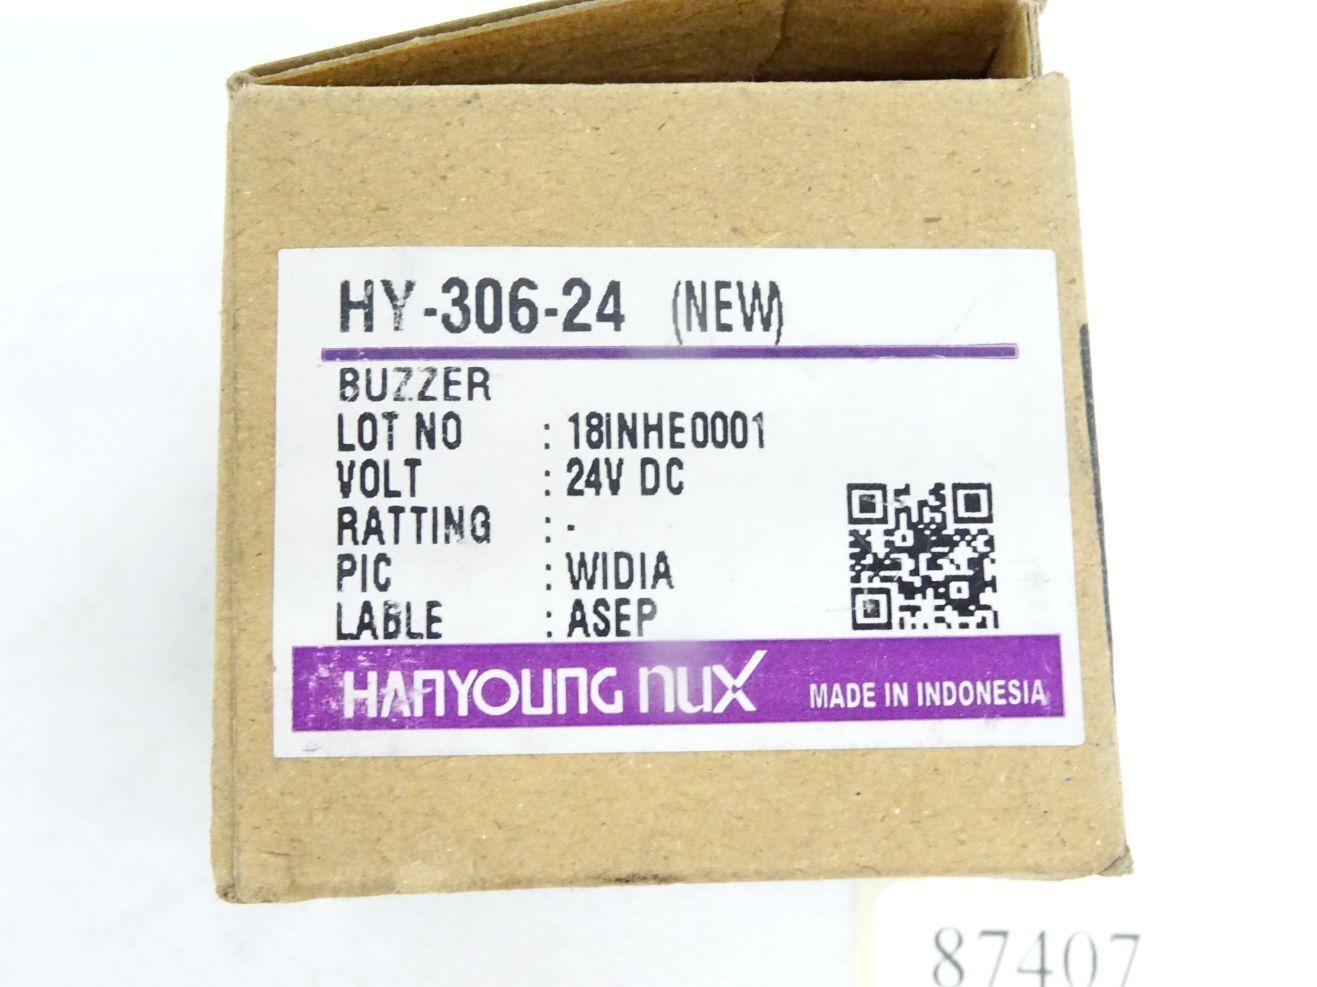 HY-306-24 (NEW)
BUZZER
LOT NO : 18INHE0001
VOLT : 24V DC
RATTING : -
PIC : WIDIA
LABLE : ASEP
HANYOUNG nux MADE IN INDONESIA
87407